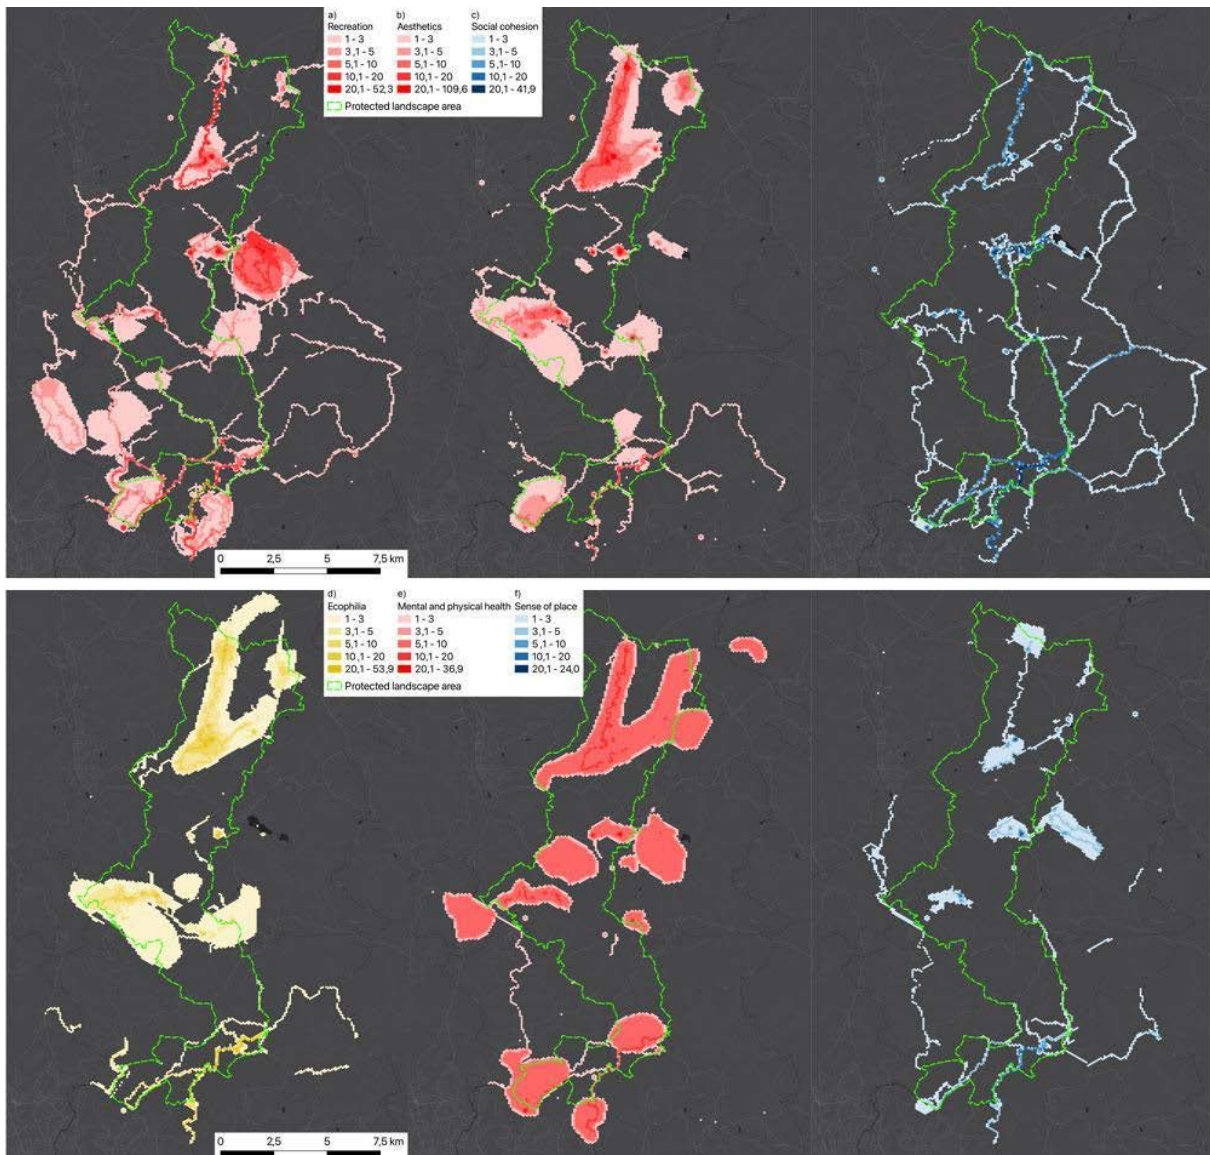 a) b) c)
Recreation Aesthetics Social cohesion
1 - 3 1 - 3 1 - 3
3,1 - 5 3,1 - 5 3,1 - 5
5,1 - 10 5,1 - 10 5,1 - 10
10,1 - 20 10,1 - 20 10,1 - 20
20,1 - 52,3 20,1 - 109,6 20,1 - 41,9
Protected landscape area
0 2,5 5 7,5 km
d) e) f)
Ecophilia Mental and physical health Sense of place
1 - 3 1 - 3 1 - 3
3,1 - 5 3,1 - 5 3,1 - 5
5,1 - 10 5,1 - 10 5,1 - 10
10,1 - 20 10,1 - 20 10,1 - 20
20,1 - 53,9 20,1 - 36,9 20,1 - 24,0
Protected landscape area
0 2,5 5 7,5 km